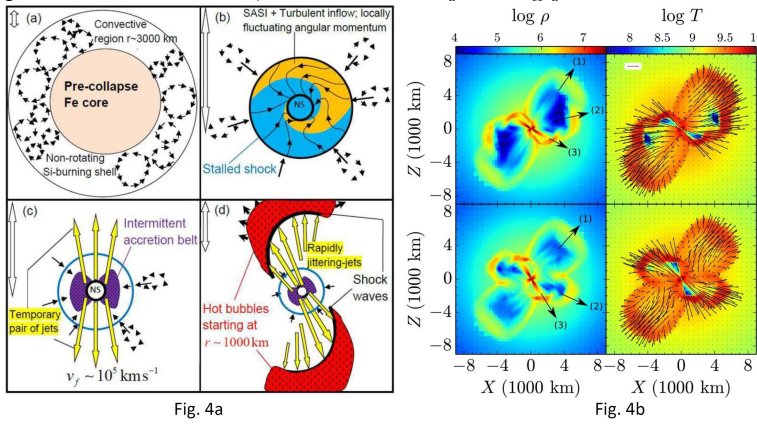 (a)
Convective
region r~3000 km
Pre-collapse
Fe core
Non-rotating
Si-burning shell
(b)
SASI + Turbulent inflow; locally
fluctuating angular momentum
NS
Stalled shock
(c)
Intermittent
accretion belt
NS
Temporary
pair of jets
v_f ~ 10^5 km s^-1
(d)
Rapidly
jittering-jets
NS
Shock
waves
Hot bubbles
starting at
r ~ 1000 km
Fig. 4a
log ρ
log T
4 5 6 7
8 8.5 9 9.5 10
(1)
(2)
(3)
Z (1000 km)
8
4
0
−4
−8
(1)
(2)
(3)
Z (1000 km)
8
4
0
−4
−8
−8 −4 0 4 8
−8 −4 0 4 8
X (1000 km)
X (1000 km)
Fig. 4b